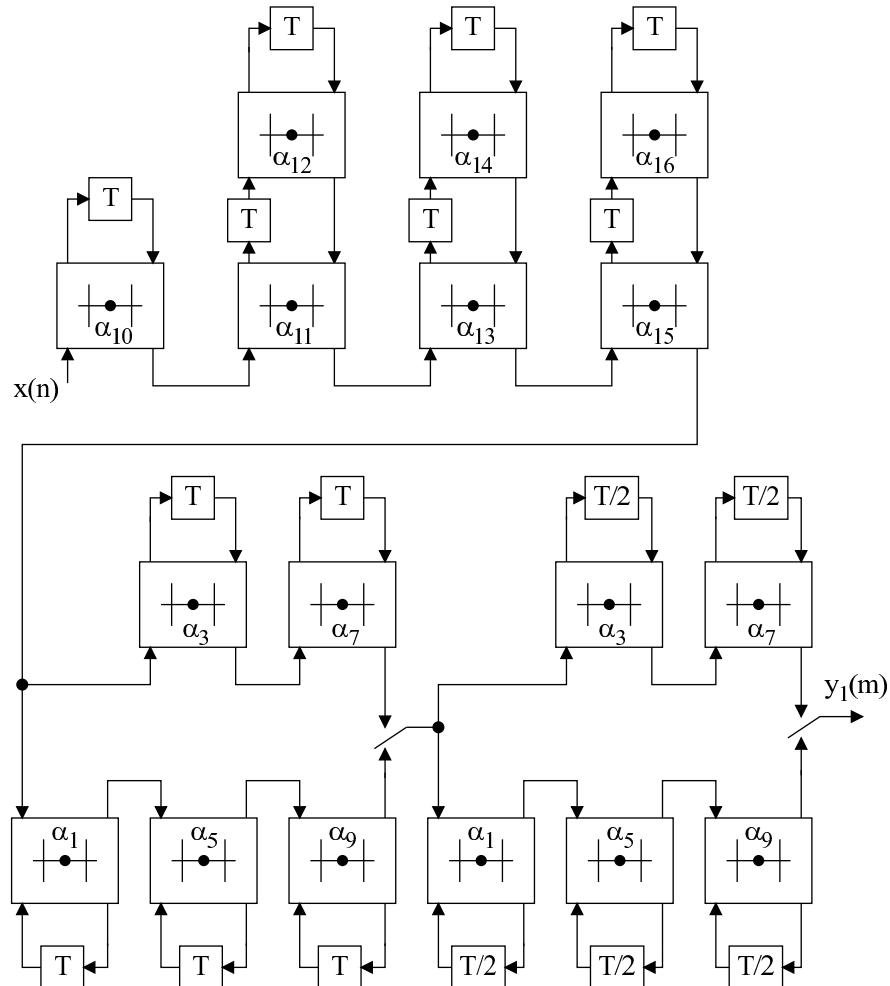 T T T
α12 α14 α16
T
T T T
α10 α11 α13 α15
x(n)
T T T/2 T/2
α3 α7 α3 α7
y1(m)
α1 α5 α9 α1 α5 α9
T T T T/2 T/2 T/2